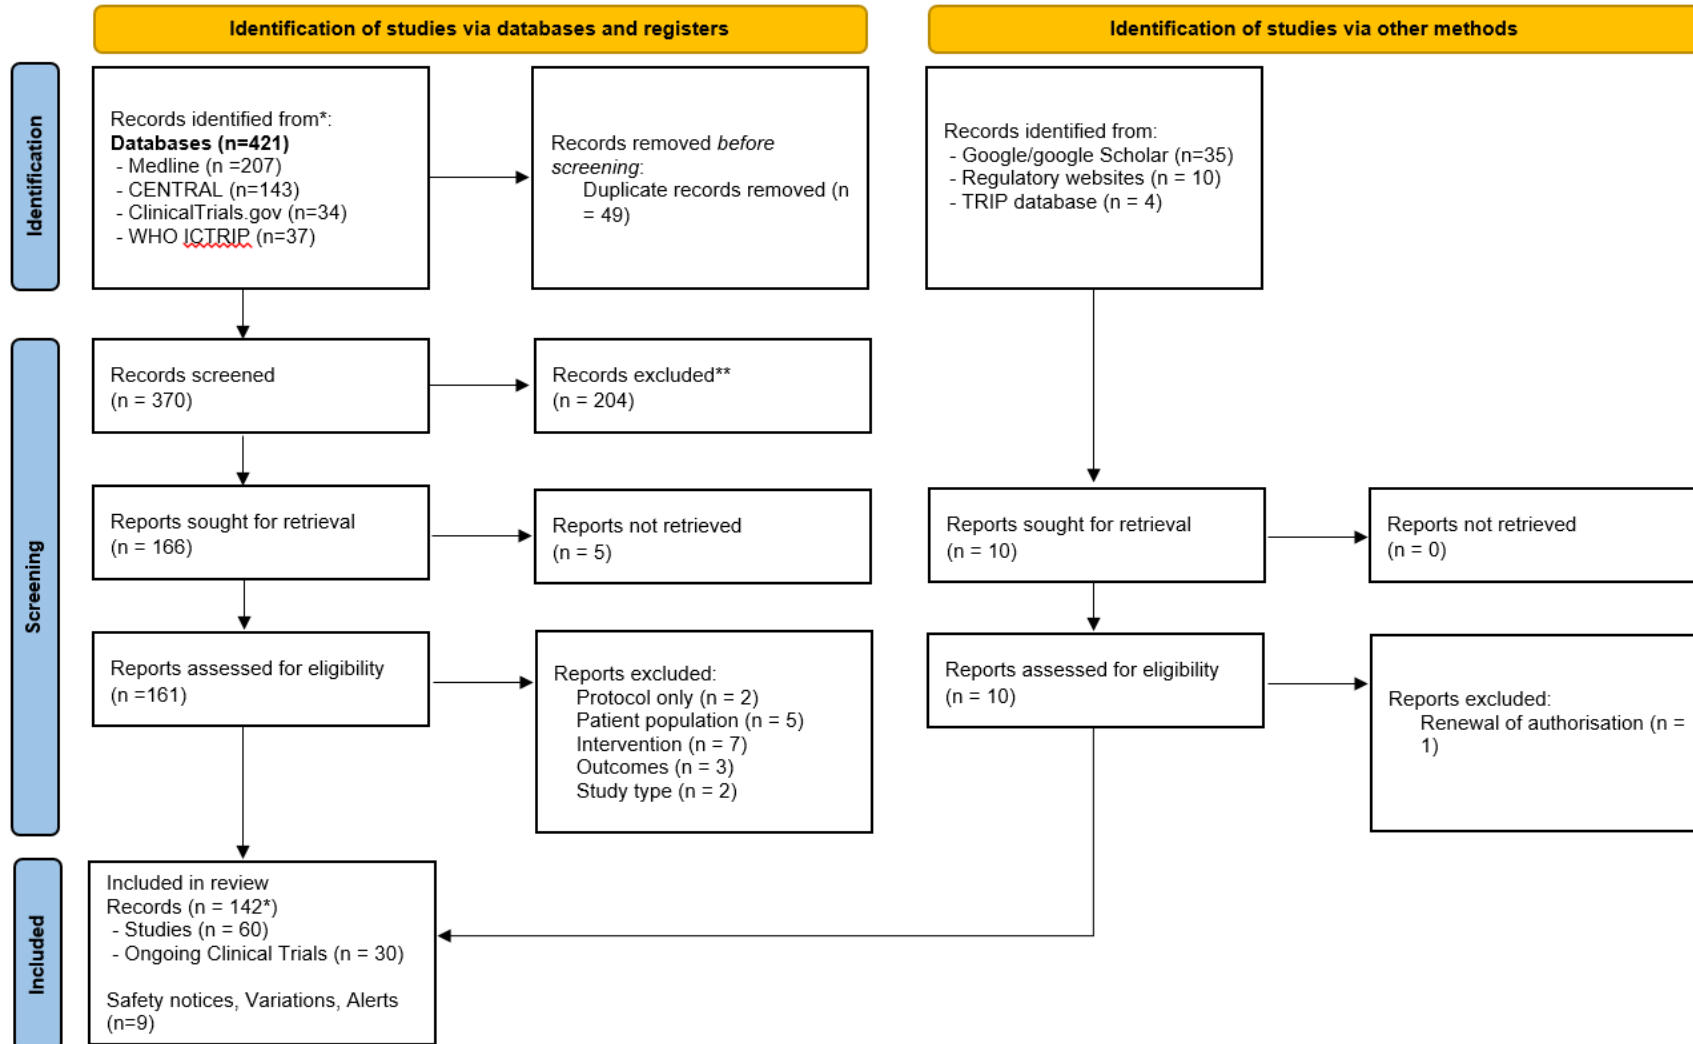 Identification of studies via databases and registers
Identification of studies via other methods
Identification
Records identified from*:
Databases (n=421)
- Medline (n =207)
- CENTRAL (n=143)
- ClinicalTrials.gov (n=34)
- WHO ICTRIP (n=37)
Records removed before
screening:
Duplicate records removed (n
= 49)
Records identified from:
- Google/google Scholar (n=35)
- Regulatory websites (n = 10)
- TRIP database (n = 4)
Screening
Records screened
(n = 370)
Records excluded**
(n = 204)
Reports sought for retrieval
(n = 166)
Reports not retrieved
(n = 5)
Reports sought for retrieval
(n = 10)
Reports not retrieved
(n = 0)
Reports assessed for eligibility
(n =161)
Reports excluded:
Protocol only (n = 2)
Patient population (n = 5)
Intervention (n = 7)
Outcomes (n = 3)
Study type (n = 2)
Reports assessed for eligibility
(n = 10)
Reports excluded:
Renewal of authorisation (n =
1)
Included
Included in review
Records (n = 142*)
- Studies (n = 60)
- Ongoing Clinical Trials (n = 30)
Safety notices, Variations, Alerts
(n=9)